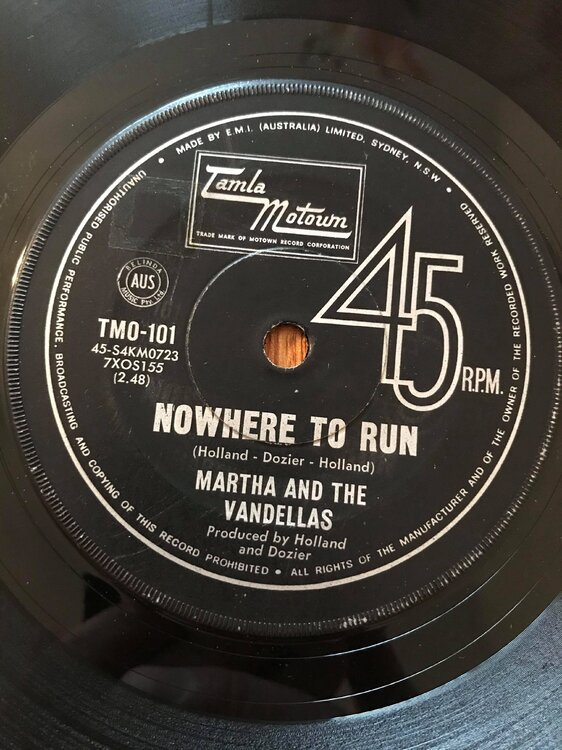 • MADE BY E.M.I. (AUSTRALIA) LIMITED, SYDNEY, N.S.W •
ALL RIGHTS OF THE MANUFACTURER AND OF THE OWNER OF THE RECORDED WORK RESERVED
UNAUTHORISED PUBLIC PERFORMANCE, BROADCASTING AND COPYING OF THIS RECORD PROHIBITED •
Tamla
Motown
TRADE MARK OF MOTOWN RECORD CORPORATION
45
R.P.M.
BELINDA
AUS
MUSIC Pty Ltd
TMO-101
45-S4KM0723
7XOS155
(2.48)
NOWHERE TO RUN
(Holland - Dozier - Holland)
MARTHA AND THE
VANDELLAS
Produced by Holland
and Dozier